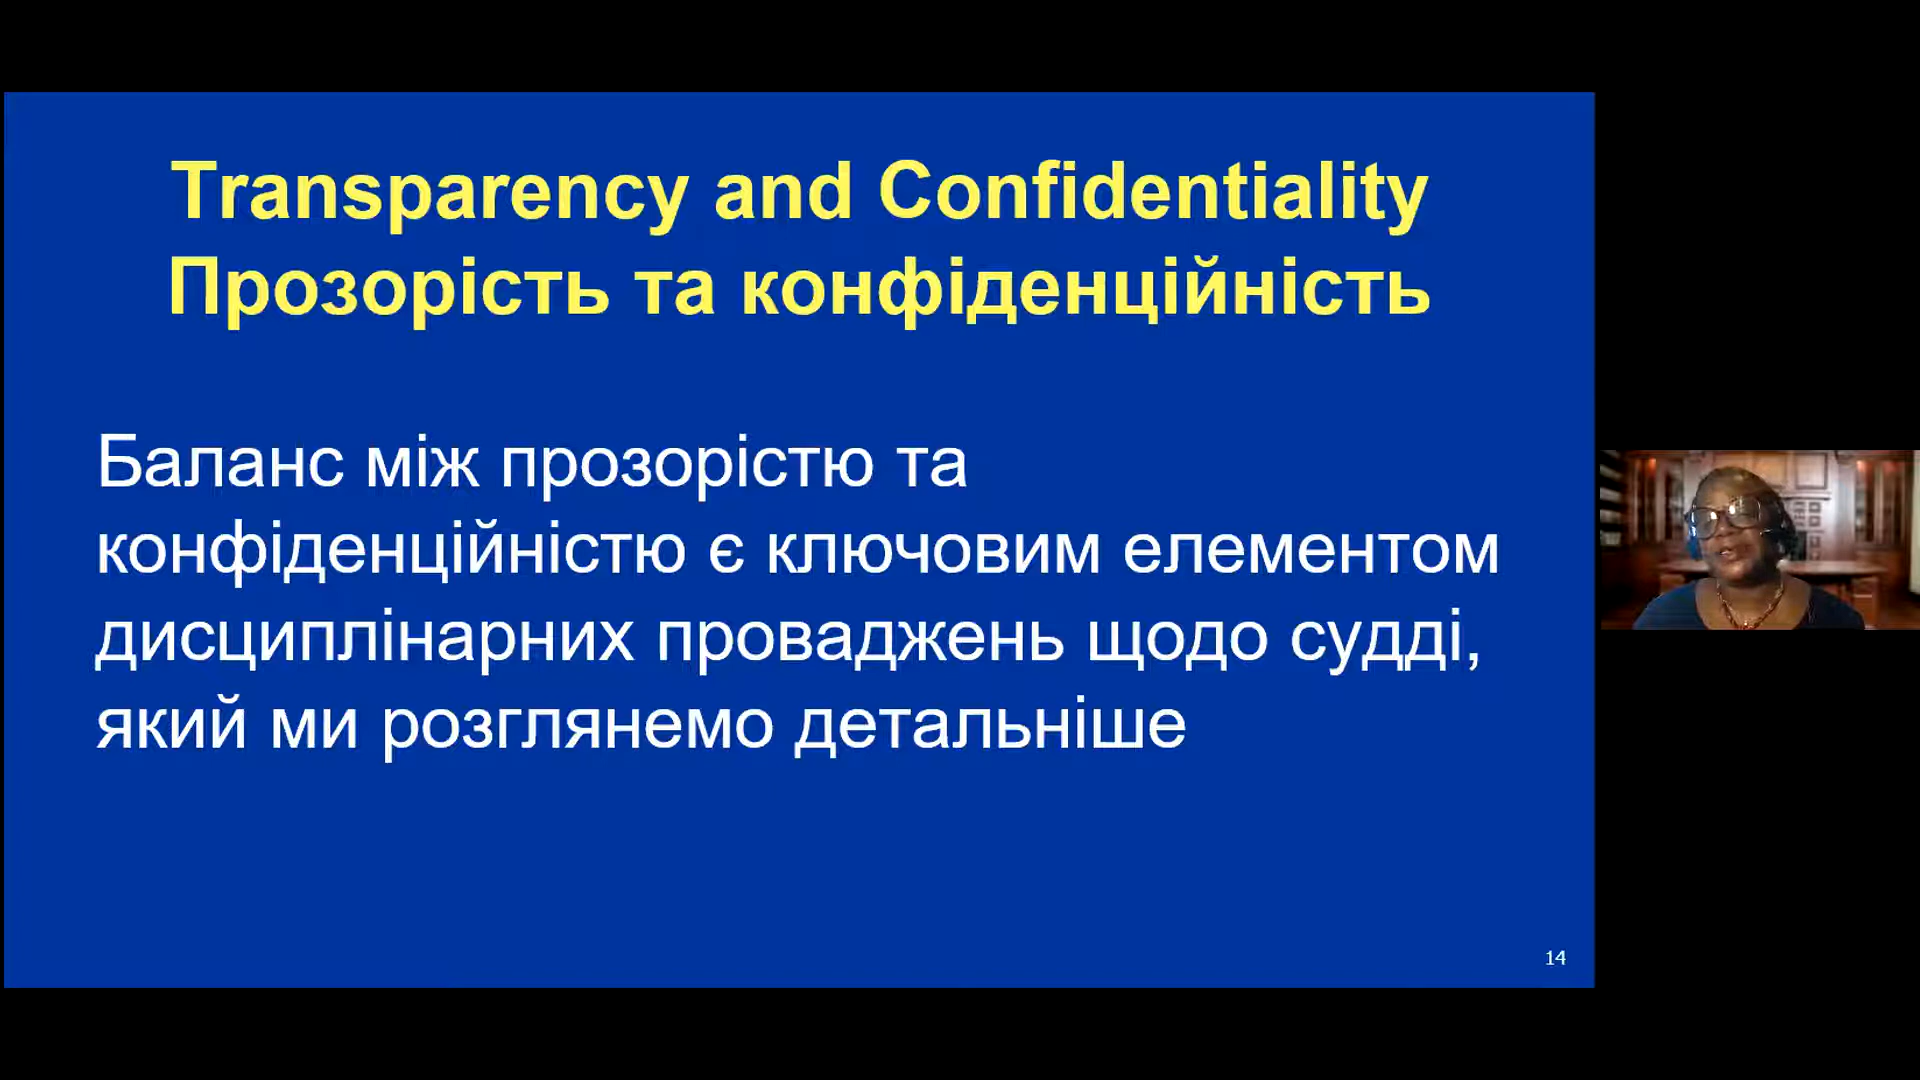 Transparency and Confidentiality
Прозорість та конфіденційність
Баланс між прозорістю та
конфіденційністю є ключовим елементом
дисциплінарних проваджень щодо судді,
який ми розглянемо детальніше
14